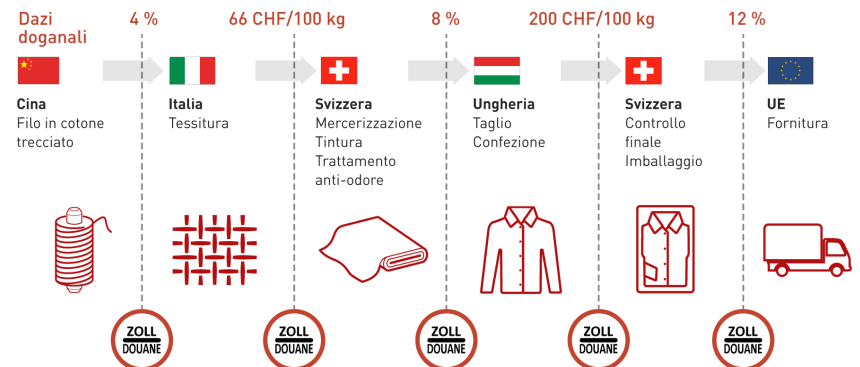 Dazi
doganali
4 %
66 CHF/100 kg
8 %
200 CHF/100 kg
12 %
Cina
Filo in cotone
trecciato
Italia
Tessitura
Svizzera
Mercerizzazione
Tintura
Trattamento
anti-odore
Ungheria
Taglio
Confezione
Svizzera
Controllo
finale
Imballaggio
UE
Fornitura
ZOLL
DOUANE
ZOLL
DOUANE
ZOLL
DOUANE
ZOLL
DOUANE
ZOLL
DOUANE